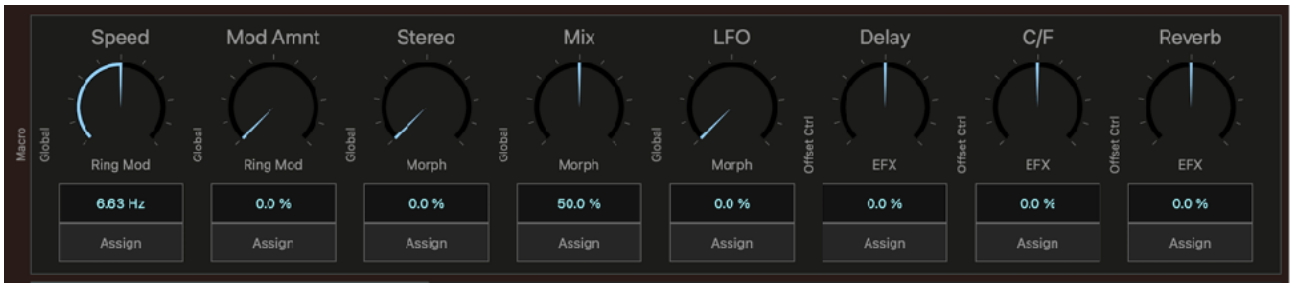 Speed Mod Amnt Stereo Mix LFO Delay C/F Reverb
Macro
Global Global Global Global Global Offset Ctrl Offset Ctrl Offset Ctrl
Ring Mod Ring Mod Morph Morph Morph EFX EFX EFX
6.63 Hz 0.0 % 0.0 % 50.0 % 0.0 % 0.0 % 0.0 % 0.0 %
Assign Assign Assign Assign Assign Assign Assign Assign